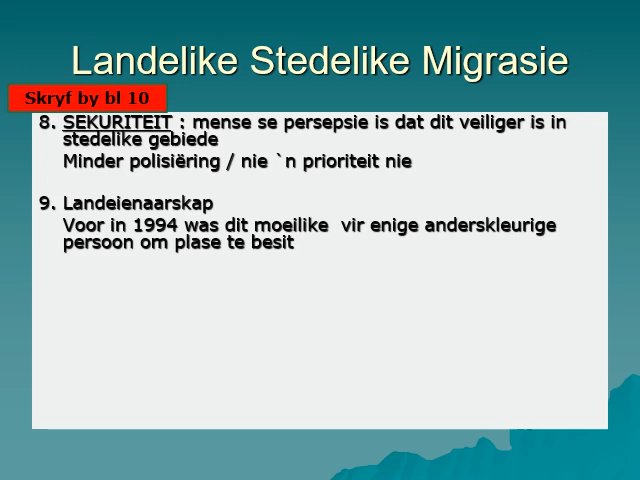 Landelike Stedelike Migrasie
Skryf by bl 10
8. SEKURITEIT : mense se persepsie is dat dit veiliger is in
stedelike gebiede
Minder polisiëring / nie `n prioriteit nie
9. Landeienaarskap
Voor in 1994 was dit moeilike vir enige anderskleurige
persoon om plase te besit